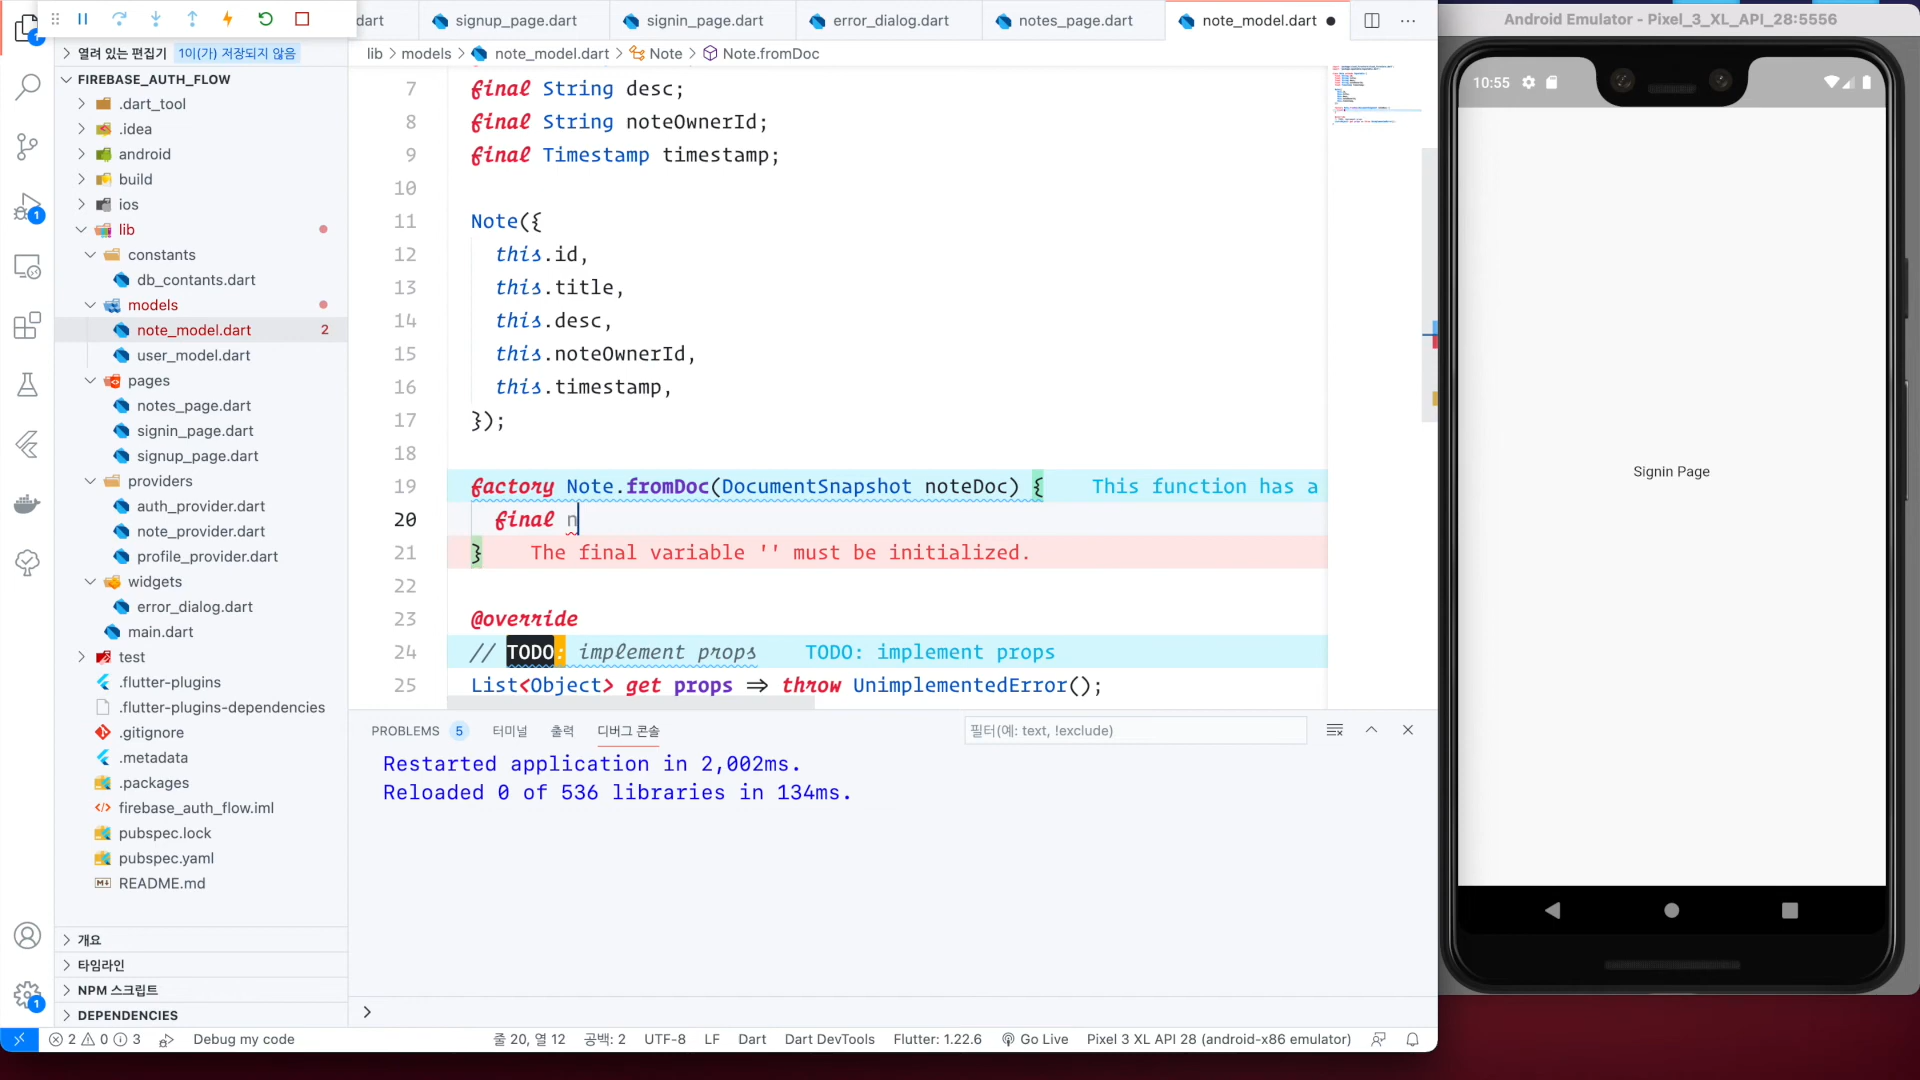 dart
signup_page.dart
signin_page.dart
error_dialog.dart
notes_page.dart
note_model.dart
Android Emulator - Pixel_3_XL_API_28:5556
열려 있는 편집기 1이(가) 저장되지 않음
lib > models > note_model.dart > Note > Note.fromDoc
FIREBASE_AUTH_FLOW
.dart_tool
.idea
android
build
ios
lib
constants
db_contants.dart
models
note_model.dart 2
user_model.dart
pages
notes_page.dart
signin_page.dart
signup_page.dart
providers
auth_provider.dart
note_provider.dart
profile_provider.dart
widgets
error_dialog.dart
main.dart
test
.flutter-plugins
.flutter-plugins-dependencies
.gitignore
.metadata
.packages
firebase_auth_flow.iml
pubspec.lock
pubspec.yaml
README.md
개요
타임라인
NPM 스크립트
DEPENDENCIES
1
1
7 final String desc;
8 final String noteOwnerId;
9 final Timestamp timestamp;
10
11 Note({
12 this.id,
13 this.title,
14 this.desc,
15 this.noteOwnerId,
16 this.timestamp,
17 });
18
19 factory Note.fromDoc(DocumentSnapshot noteDoc) { This function has a
20 final n
21 } The final variable '' must be initialized.
22
23 @override
24 // TODO: implement props TODO: implement props
25 List<Object> get props => throw UnimplementedError();
PROBLEMS 5 터미널 출력 디버그 콘솔 필터(예: text, !exclude)
Restarted application in 2,002ms.
Reloaded 0 of 536 libraries in 134ms.
>
2 0 3 Debug my code 줄 20, 열 12 공백: 2 UTF-8 LF Dart Dart DevTools Flutter: 1.22.6 Go Live Pixel 3 XL API 28 (android-x86 emulator)
10:55
Signin Page